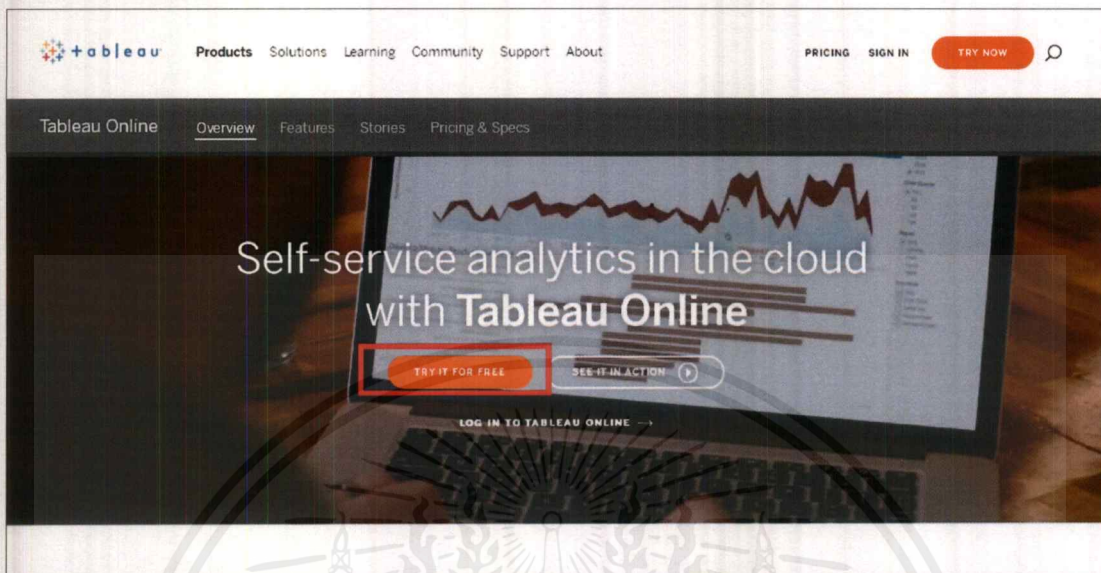 + a b | e a u
Products Solutions Learning Community Support About
PRICING SIGN IN TRY NOW
Tableau Online Overview Features Stories Pricing & Specs
Self-service analytics in the cloud
with Tableau Online
TRY IT FOR FREE SEE IT IN ACTION
LOG IN TO TABLEAU ONLINE →